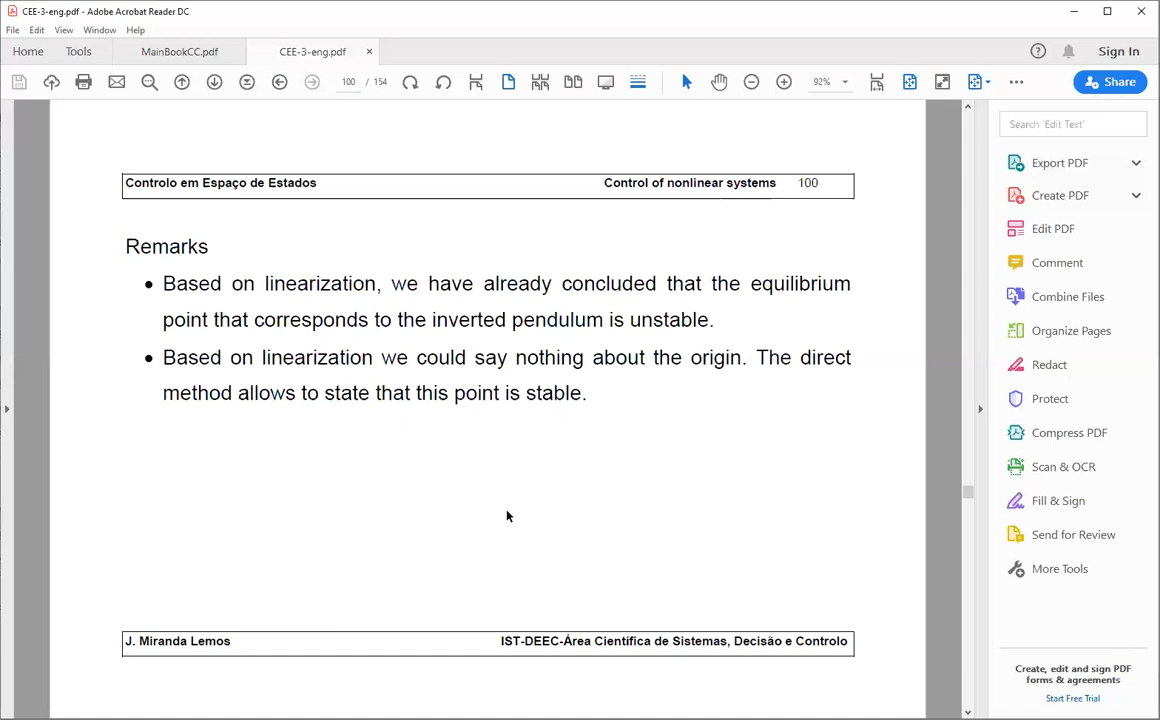 CEE-3-eng.pdf - Adobe Acrobat Reader DC
File Edit View Window Help
Home Tools MainBookCC.pdf CEE-3-eng.pdf Sign In
100 / 154 92% Share
Search 'Edit Text'
Export PDF
Create PDF
Edit PDF
Comment
Combine Files
Organize Pages
Redact
Protect
Compress PDF
Scan & OCR
Fill & Sign
Send for Review
More Tools
Create, edit and sign PDF
forms & agreements
Start Free Trial
Controlo em Espaço de Estados Control of nonlinear systems 100
Remarks
• Based on linearization, we have already concluded that the equilibrium
point that corresponds to the inverted pendulum is unstable.
• Based on linearization we could say nothing about the origin. The direct
method allows to state that this point is stable.
J. Miranda Lemos IST-DEEC-Área Científica de Sistemas, Decisão e Controlo